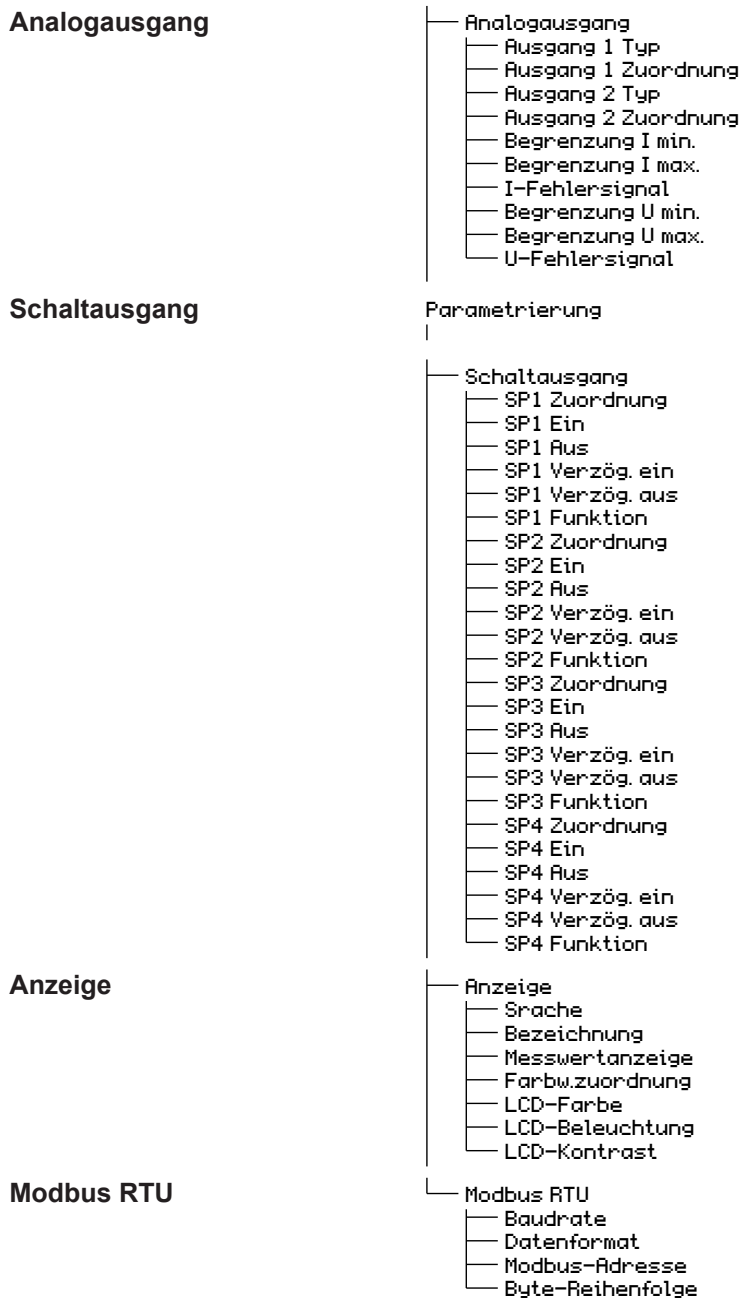 Analogausgang
Analogausgang
Ausgang 1 Typ
Ausgang 1 Zuordnung
Ausgang 2 Typ
Ausgang 2 Zuordnung
Begrenzung I min.
Begrenzung I max.
I-Fehlersignal
Begrenzung U min.
Begrenzung U max.
U-Fehlersignal
Schaltausgang
Parametrierung
Schaltausgang
SP1 Zuordnung
SP1 Ein
SP1 Aus
SP1 Verzög. ein
SP1 Verzög. aus
SP1 Funktion
SP2 Zuordnung
SP2 Ein
SP2 Aus
SP2 Verzög. ein
SP2 Verzög. aus
SP2 Funktion
SP3 Zuordnung
SP3 Ein
SP3 Aus
SP3 Verzög. ein
SP3 Verzög. aus
SP3 Funktion
SP4 Zuordnung
SP4 Ein
SP4 Aus
SP4 Verzög. ein
SP4 Verzög. aus
SP4 Funktion
Anzeige
Anzeige
Srache
Bezeichnung
Messwertanzeige
Farbw.zuordnung
LCD-Farbe
LCD-Beleuchtung
LCD-Kontrast
Modbus RTU
Modbus RTU
Baudrate
Datenformat
Modbus-Adresse
Byte-Reihenfolge